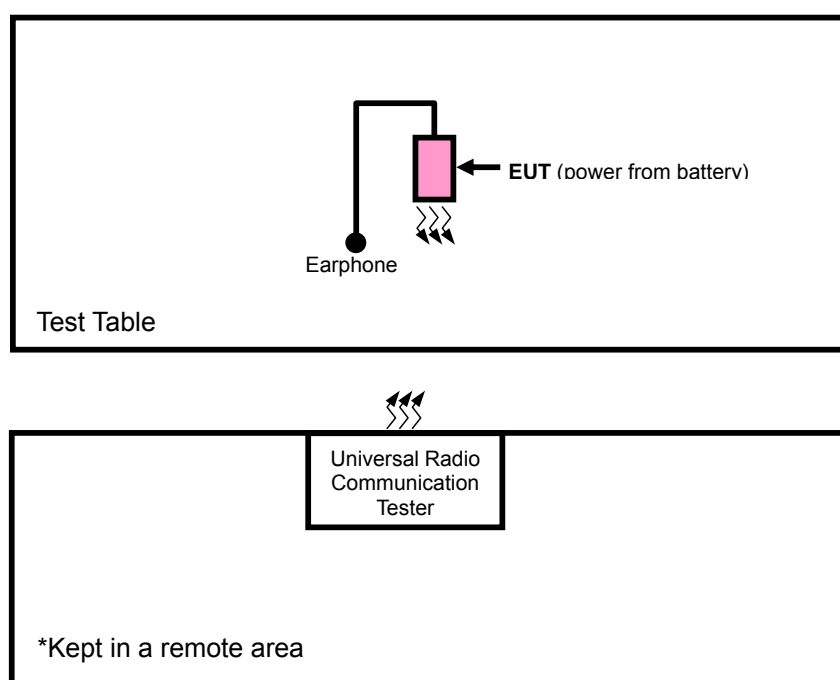 EUT (power from battery)
Earphone
Test Table
Universal Radio
Communication
Tester
*Kept in a remote area